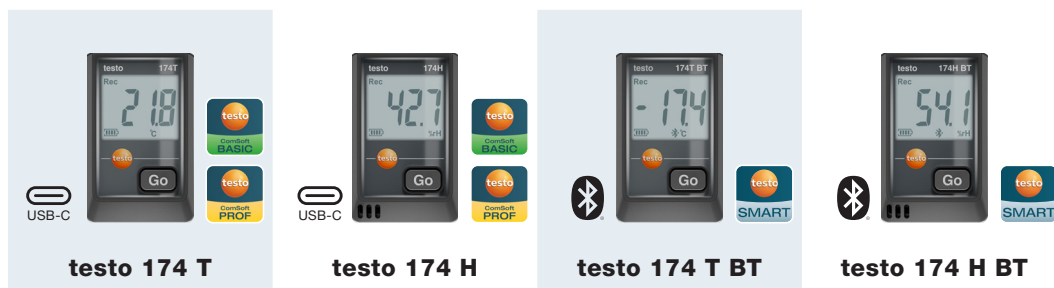 testo 174T
Rec
21.8
°C
testo
Go
USB-C
testo
ComSoft
BASIC
testo
ComSoft
PROF
testo 174 T
testo 174H
Rec
42.7
%rH
testo
Go
USB-C
testo
ComSoft
BASIC
testo
ComSoft
PROF
testo 174 H
testo 174T BT
Rec
-17.4
°C
testo
Go
testo
SMART
testo 174 T BT
testo 174H BT
Rec
54.1
%rH
testo
Go
testo
SMART
testo 174 H BT